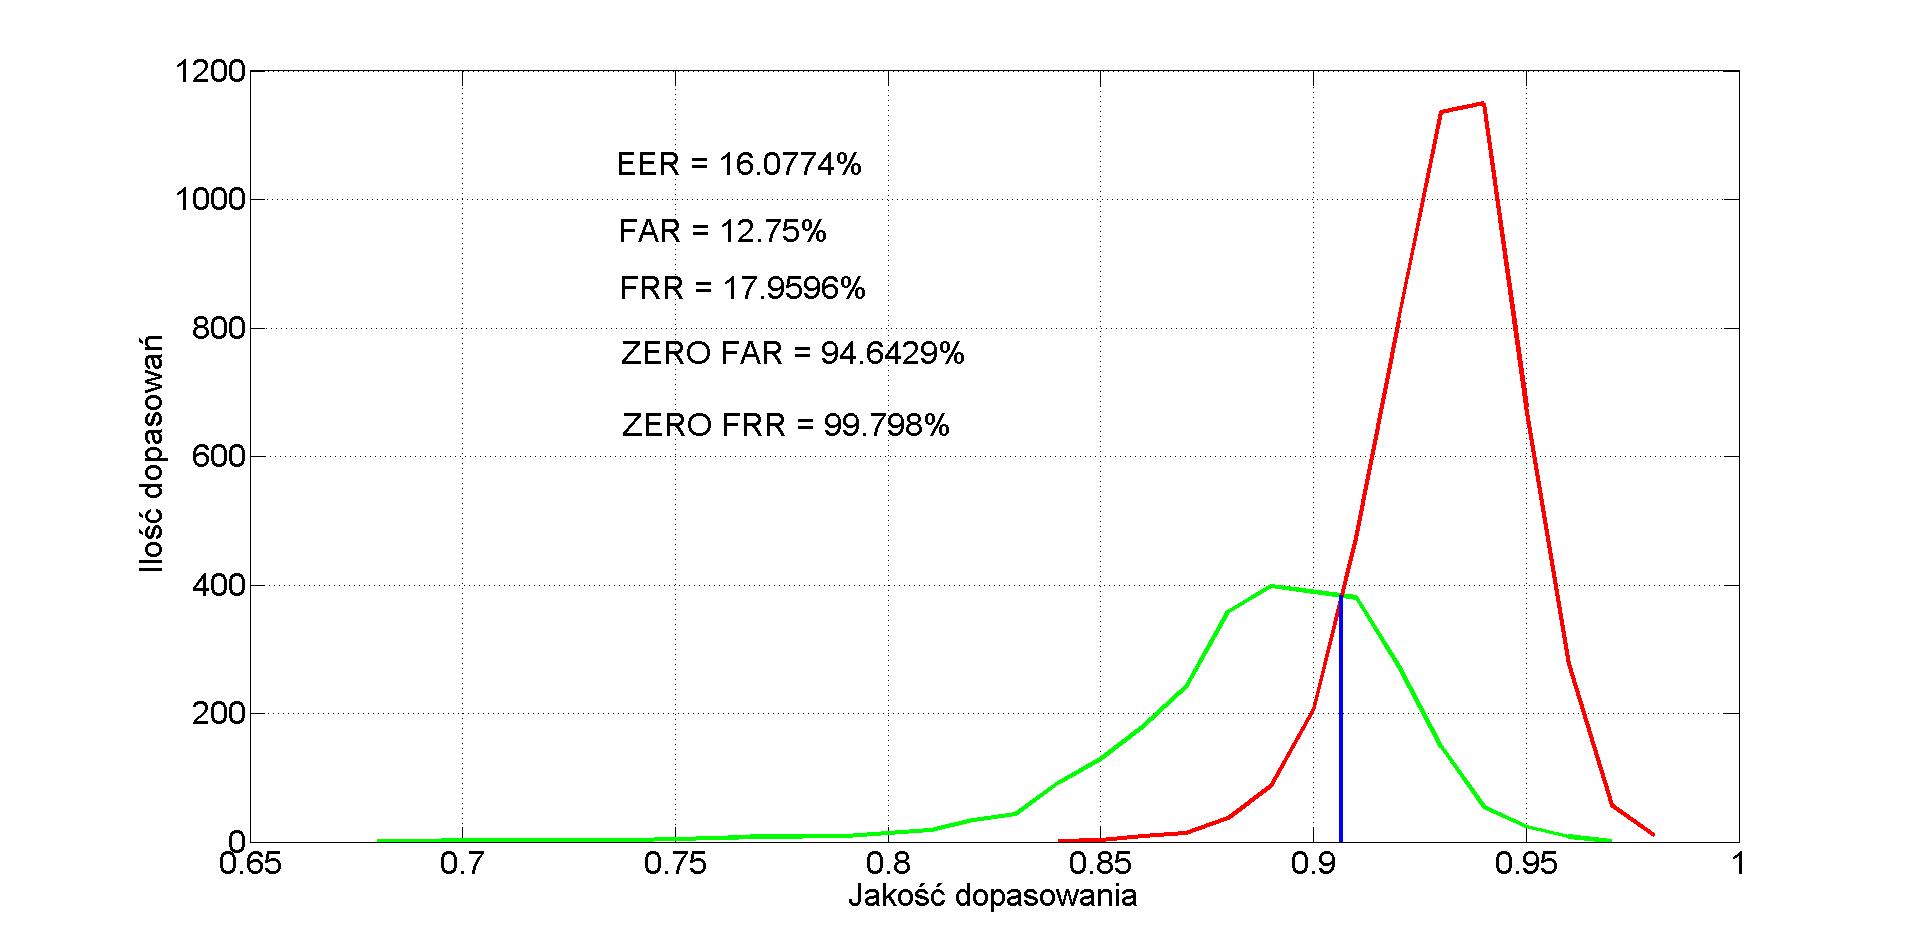 1200
1000
800
600
400
200
0
EER = 16.0774%
FAR = 12.75%
FRR = 17.9596%
ZERO FAR = 94.6429%
ZERO FRR = 99.798%
Ilość dopasowań
0.65 0.7 0.75 0.8 0.85 0.9 0.95 1
Jakość dopasowania